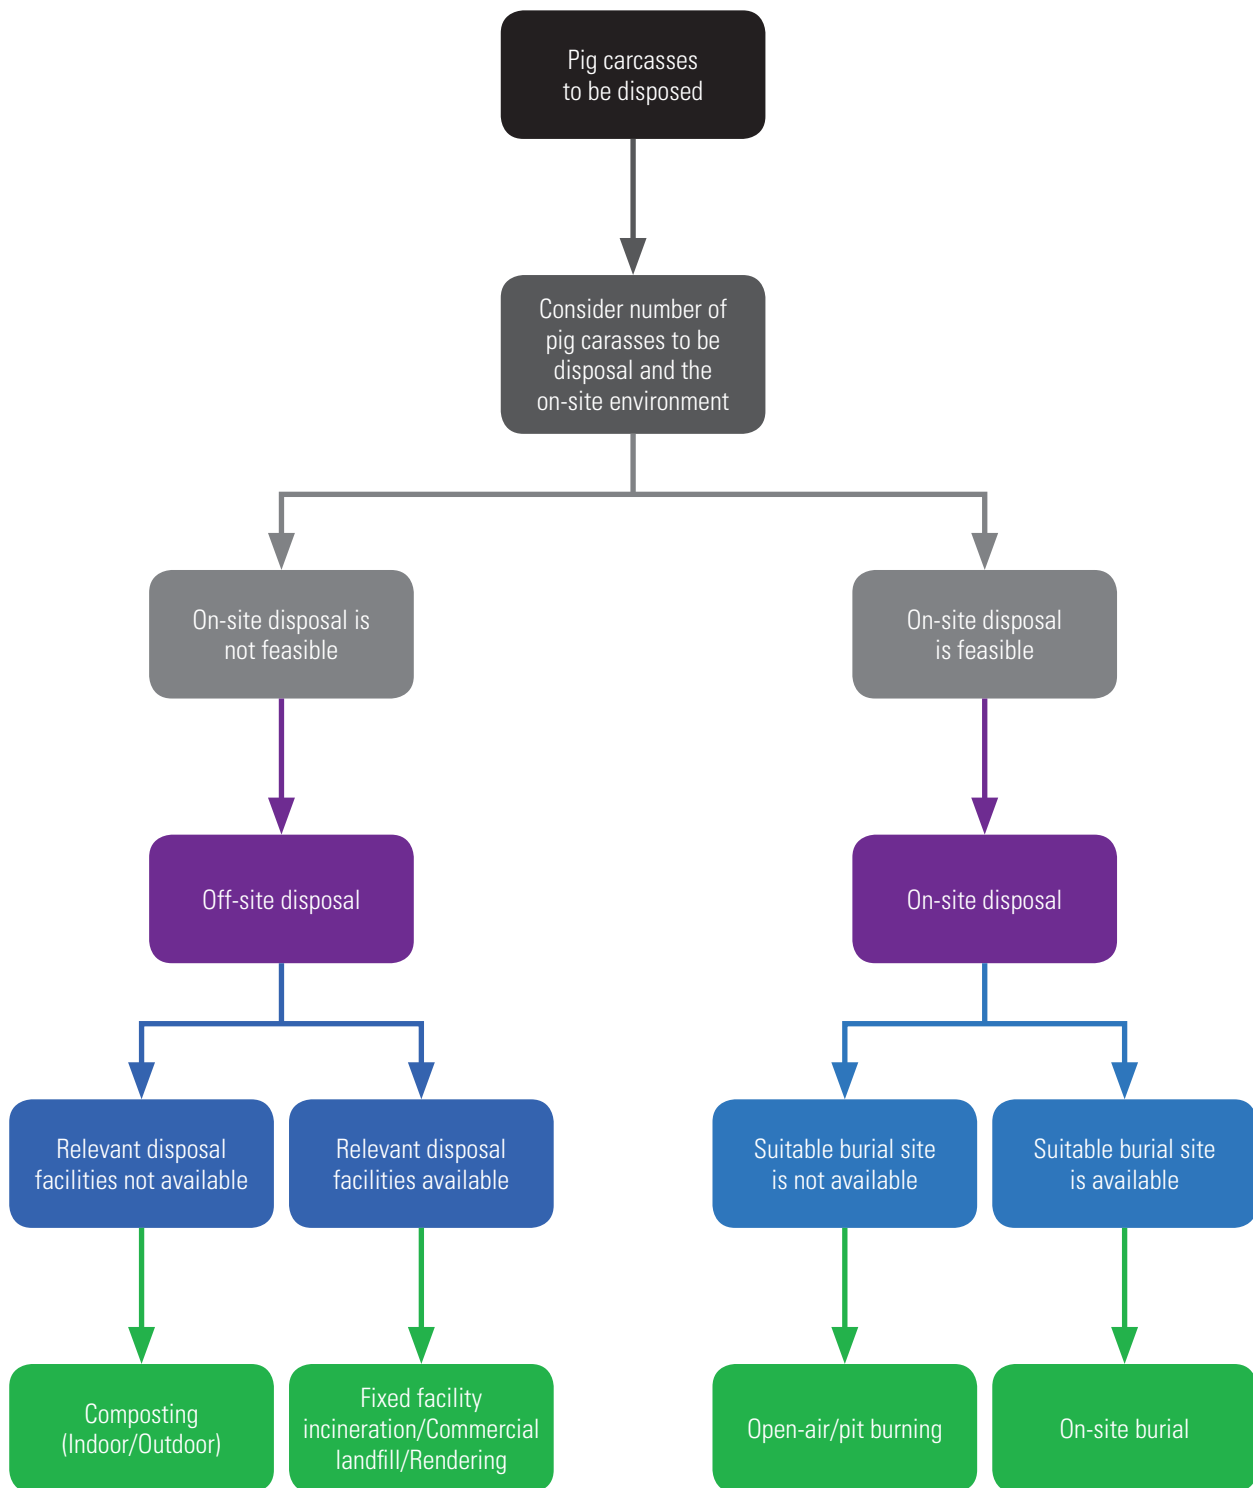 Pig carcasses
to be disposed
Consider number of
pig carasses to be
disposal and the
on-site environment
On-site disposal is
not feasible
On-site disposal
is feasible
Off-site disposal
On-site disposal
Relevant disposal
facilities not available
Relevant disposal
facilities available
Suitable burial site
is not available
Suitable burial site
is available
Composting
(Indoor/Outdoor)
Fixed facility
incineration/Commercial
landfill/Rendering
Open-air/pit burning
On-site burial